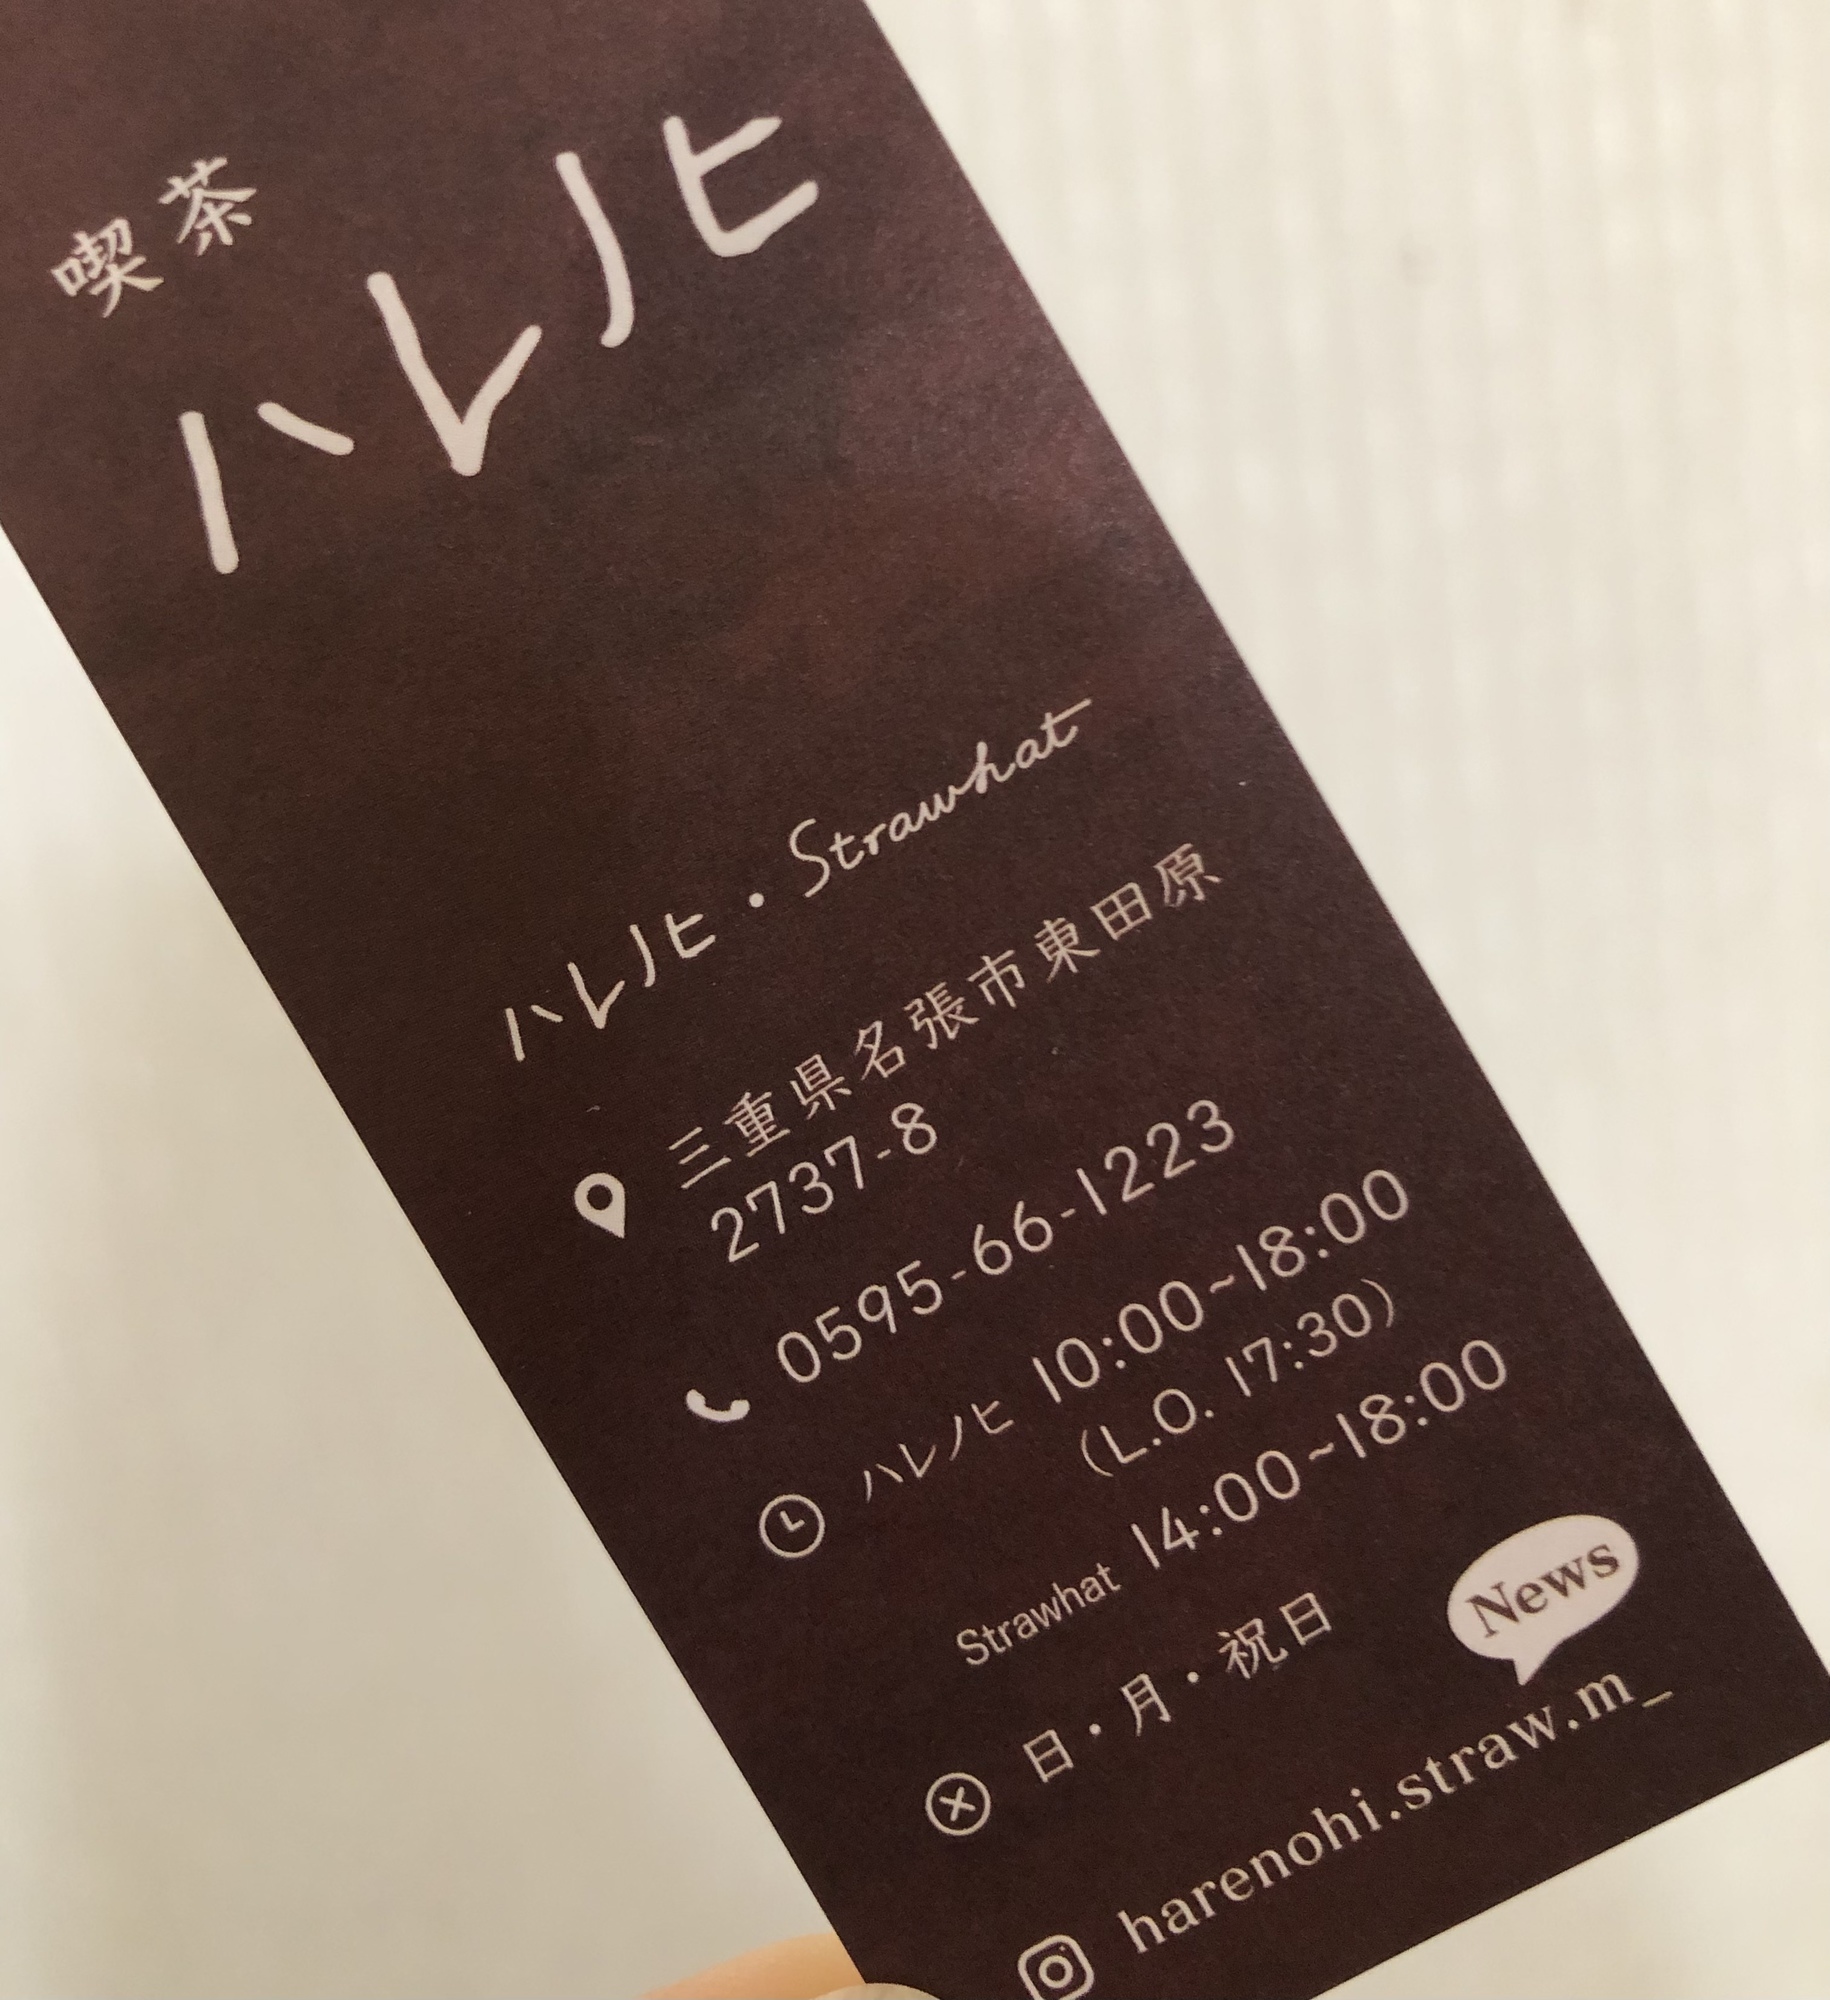 喫茶
ハレノヒ
ハレノヒ・Strawhat
三重県名張市東田原
2737-8
0595-66-1223
ハレノヒ 10:00~18:00
(L.O. 17:30)
Strawhat 14:00~18:00
日・月・祝日
News
harenohi.straw.m_